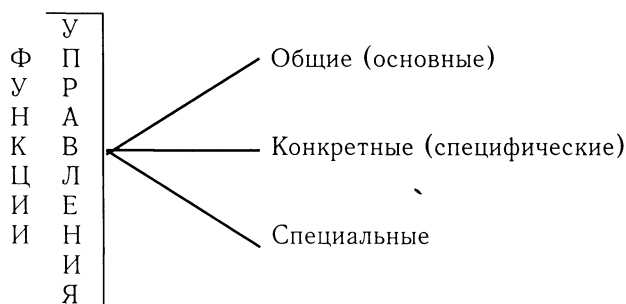 ФУНКЦИИ
УПРАВЛЕНИЯ
Общие (основные)
Конкретные (специфические)
Специальные